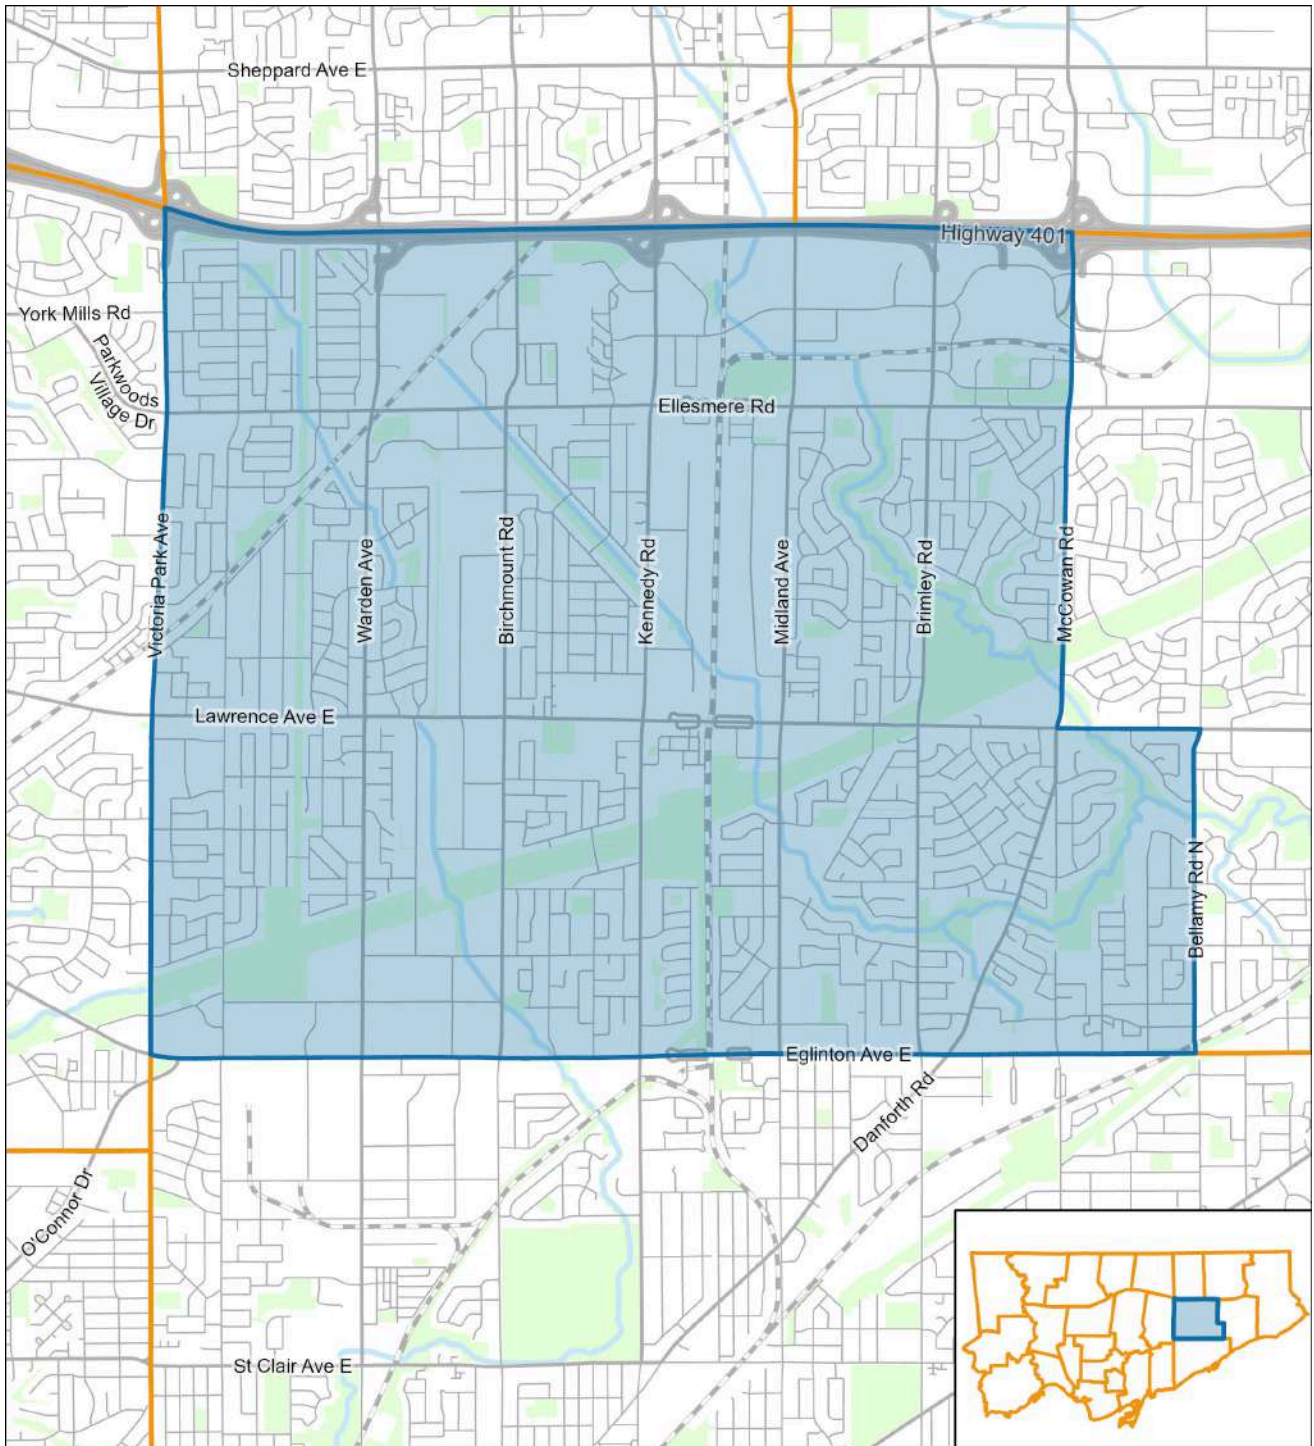 Sheppard Ave E
Highway 401
York Mills Rd
Parkwoods
Village Dr
Ellesmere Rd
Victoria Park Ave
Warden Ave
Birchmount Rd
Kennedy Rd
Midland Ave
Brimley Rd
McCowan Rd
Lawrence Ave E
Bellamy Rd N
Eglinton Ave E
Danforth Rd
O'Connor Dr
St Clair Ave E